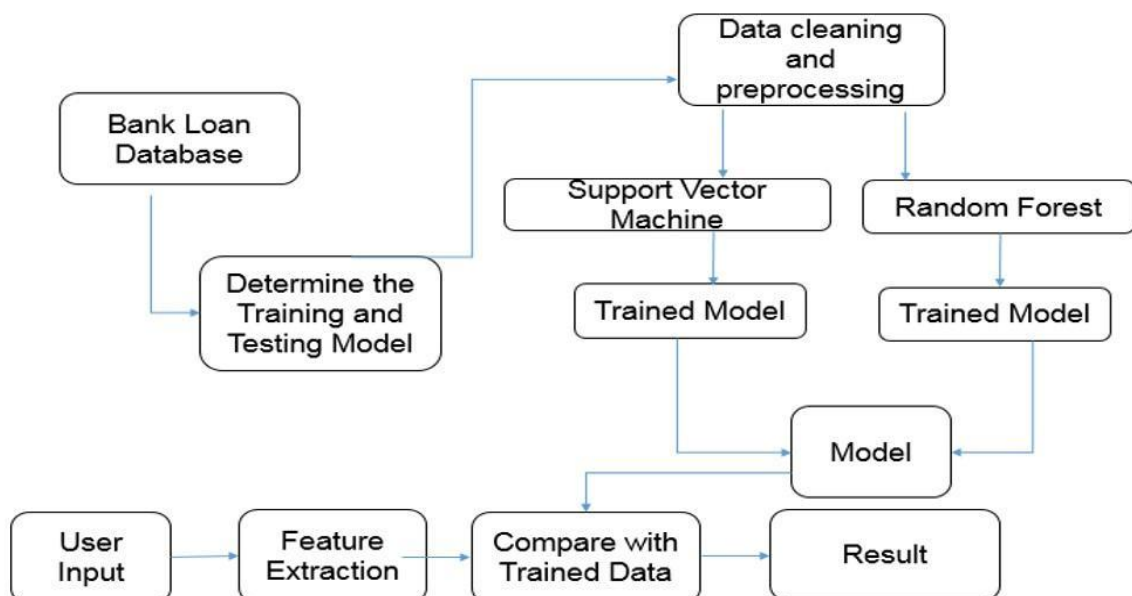 Data cleaning
and
preprocessing
Bank Loan
Database
Support Vector
Machine
Random Forest
Determine the
Training and
Testing Model
Trained Model
Trained Model
Model
User
Input
Feature
Extraction
Compare with
Trained Data
Result